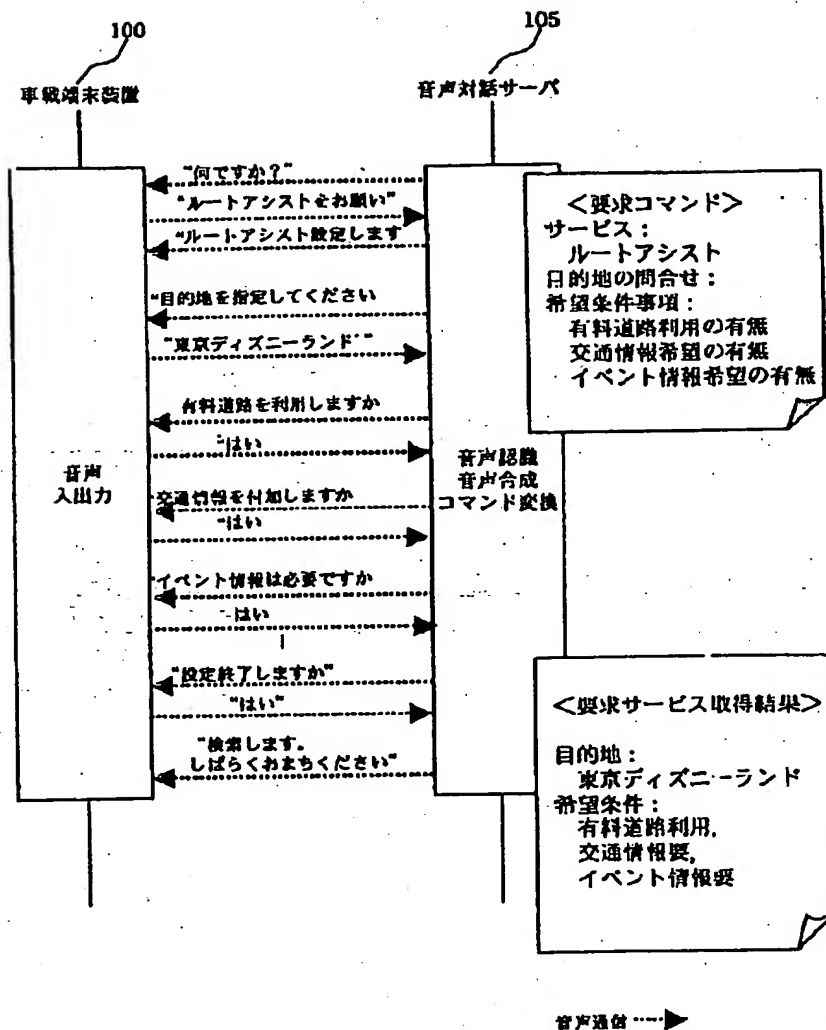 100
105
車載端末装置
音声対話サーバ
"何ですか？"
"ルートアシストをお願い"
"ルートアシスト設定します
"目的地を指定してください
"東京ディズニーランド"
有料道路を利用しますか
"はい
交通情報を付加しますか
"はい
"イベント情報は必要ですか
"はい
"設定終了しますか"
"はい"
"検索します。
しばらくおまちください"
音声
入出力
音声認識
音声合成
コマンド変換
＜要求コマンド＞
サービス：
ルートアシスト
目的地の問合せ：
希望条件事項：
有料道路利用の有無
交通情報希望の有無
イベント情報希望の有無
＜要求サービス取得結果＞
目的地：
東京ディズニーランド
希望条件：
有料道路利用,
交通情報要,
イベント情報要
音声通信